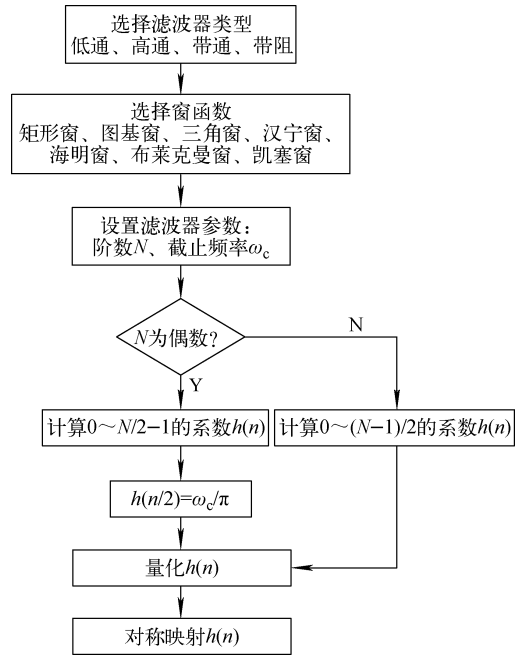 选择滤波器类型
低通、高通、带通、带阻
选择窗函数
矩形窗、图基窗、三角窗、汉宁窗、
海明窗、布莱克曼窗、凯塞窗
设置滤波器参数：
阶数N、截止频率ωc
N为偶数？
N
Y
计算0～N/2−1的系数h(n)
计算0～(N−1)/2的系数h(n)
h(n/2)=ωc/π
量化h(n)
对称映射h(n)